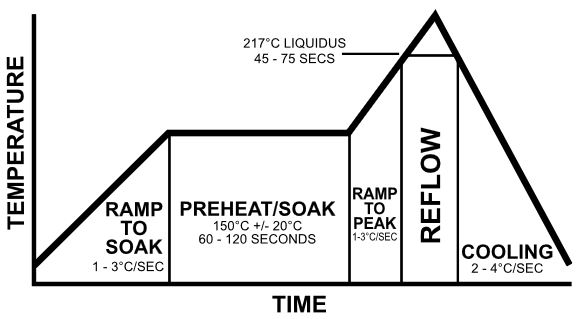 217°C LIQUIDUS
45 - 75 SECS
TEMPERATURE
RAMP
TO
SOAK
1 - 3°C/SEC
PREHEAT/SOAK
150°C +/- 20°C
60 - 120 SECONDS
RAMP
TO
PEAK
1-3°C/SEC
REFLOW
COOLING
2 - 4°C/SEC
TIME